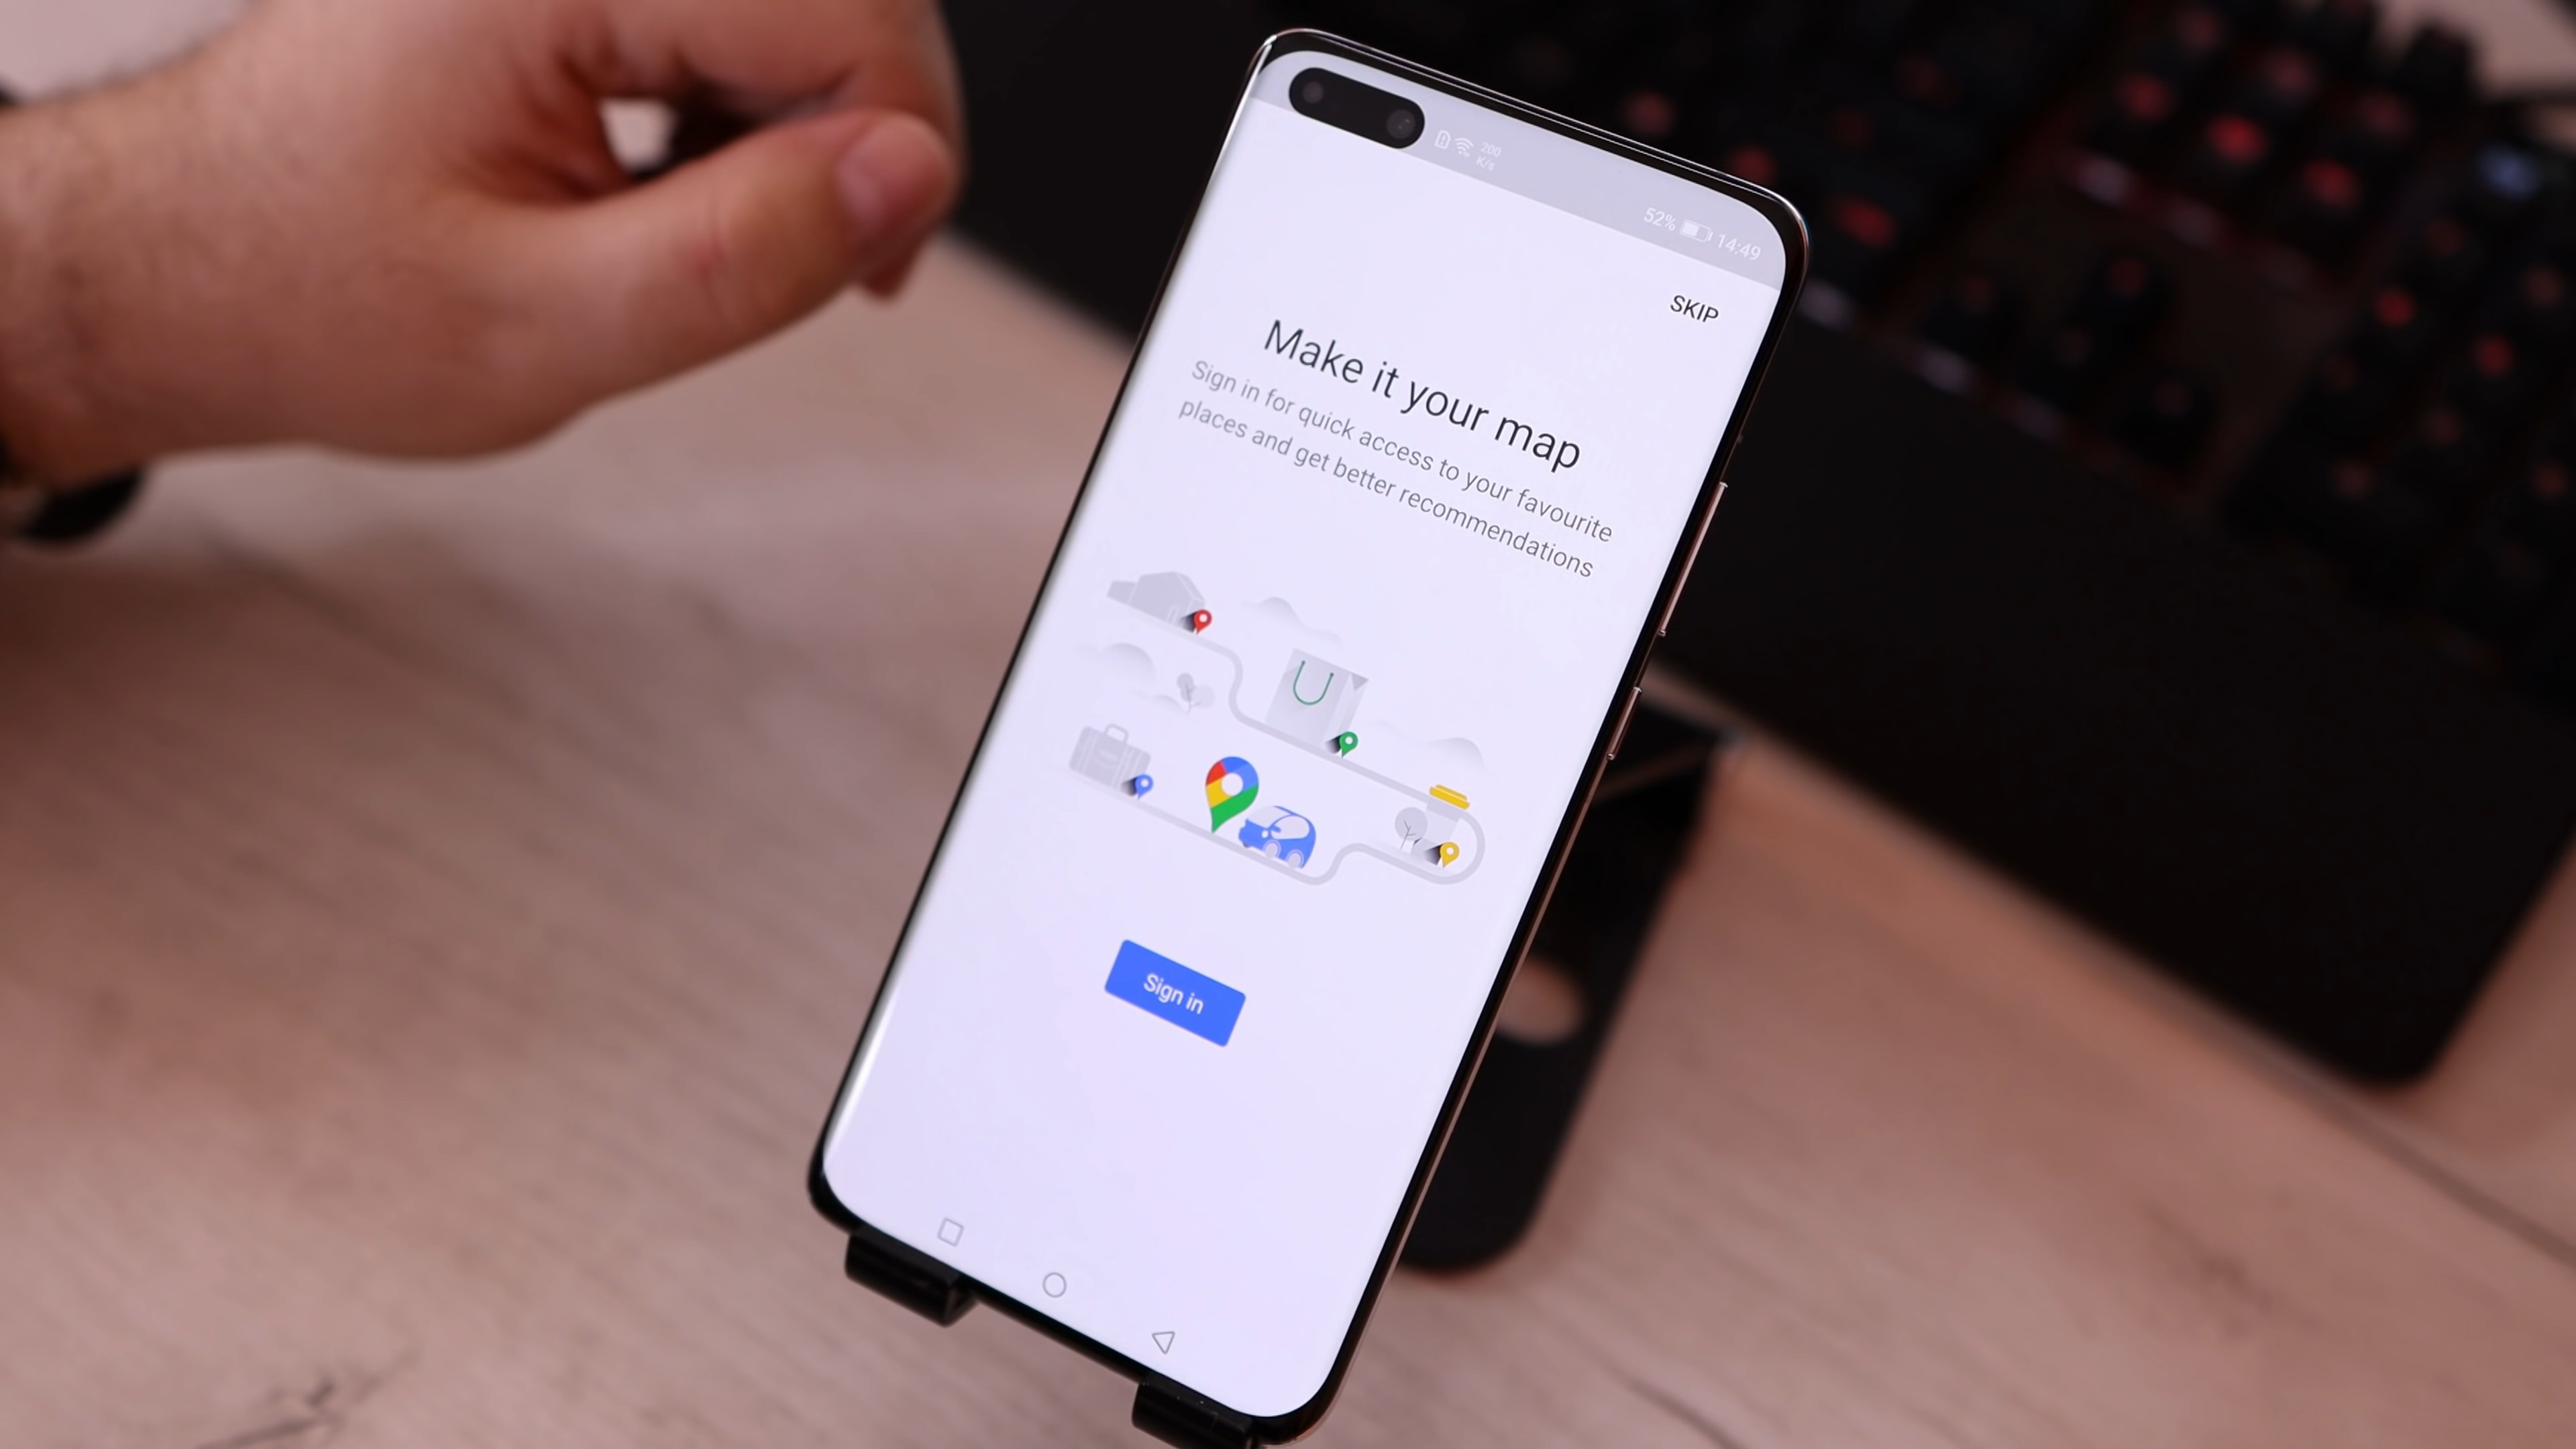 200
K/s
52% 14:49
SKIP
Make it your map
Sign in for quick access to your favourite
places and get better recommendations
Sign in